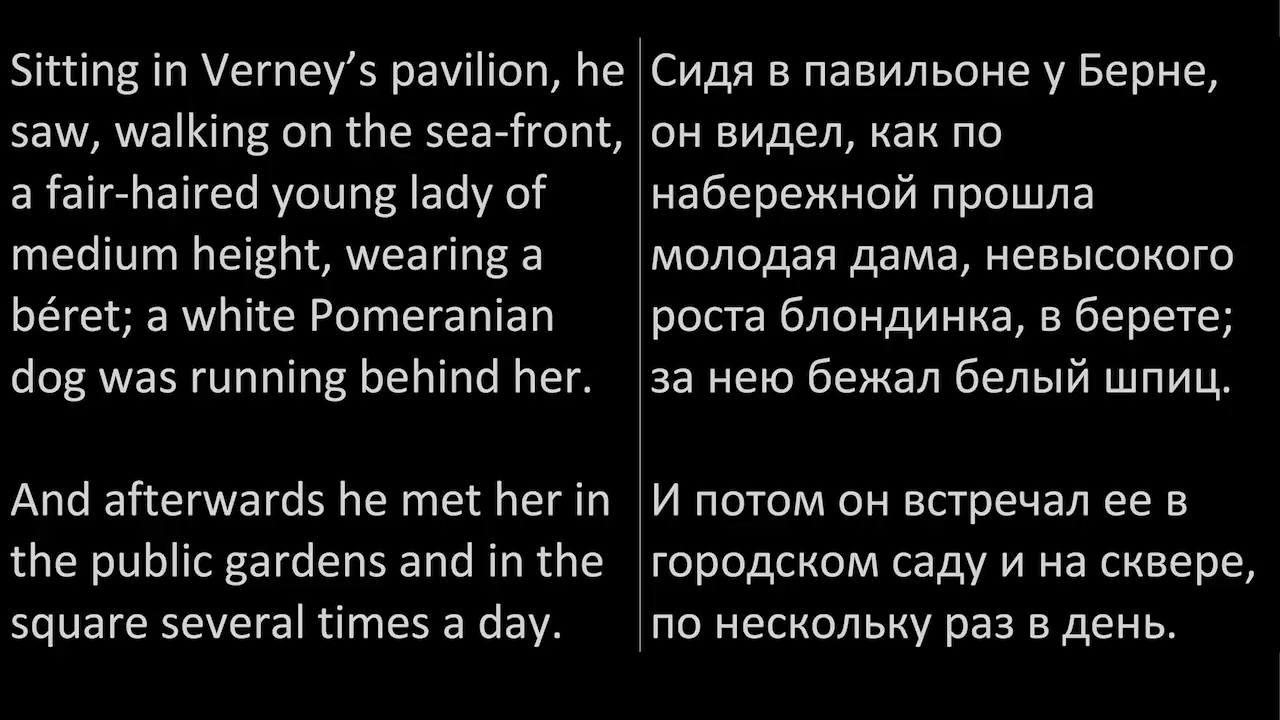 Sitting in Verney’s pavilion, he
saw, walking on the sea-front,
a fair-haired young lady of
medium height, wearing a
béret; a white Pomeranian
dog was running behind her.
And afterwards he met her in
the public gardens and in the
square several times a day.
Сидя в павильоне у Берне,
он видел, как по
набережной прошла
молодая дама, невысокого
роста блондинка, в берете;
за нею бежал белый шпиц.
И потом он встречал ее в
городском саду и на сквере,
по нескольку раз в день.